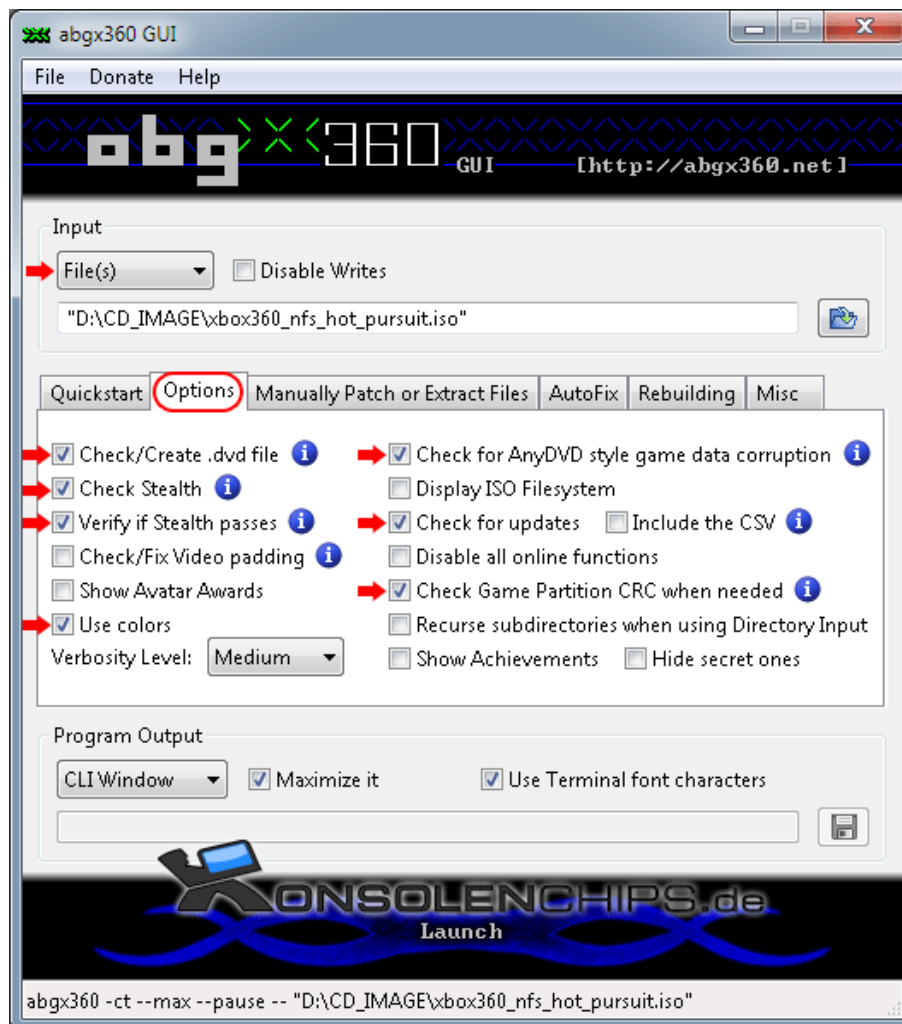 abgx360 GUI
File Donate Help
abgx360 GUI [http://abgx360.net]
Input
File(s) Disable Writes
"D:\CD_IMAGE\xbox360_nfs_hot_pursuit.iso"
Quickstart Options Manually Patch or Extract Files AutoFix Rebuilding Misc
Check/Create .dvd file Check for AnyDVD style game data corruption
Check Stealth Display ISO Filesystem
Verify if Stealth passes Check for updates Include the CSV
Check/Fix Video padding Disable all online functions
Show Avatar Awards Check Game Partition CRC when needed
Use colors Recurse subdirectories when using Directory Input
Verbosity Level: Medium Show Achievements Hide secret ones
Program Output
CLI Window Maximize it Use Terminal font characters
XONSOLENCHIPS.de
Launch
abgx360 -ct --max --pause -- "D:\CD_IMAGE\xbox360_nfs_hot_pursuit.iso"